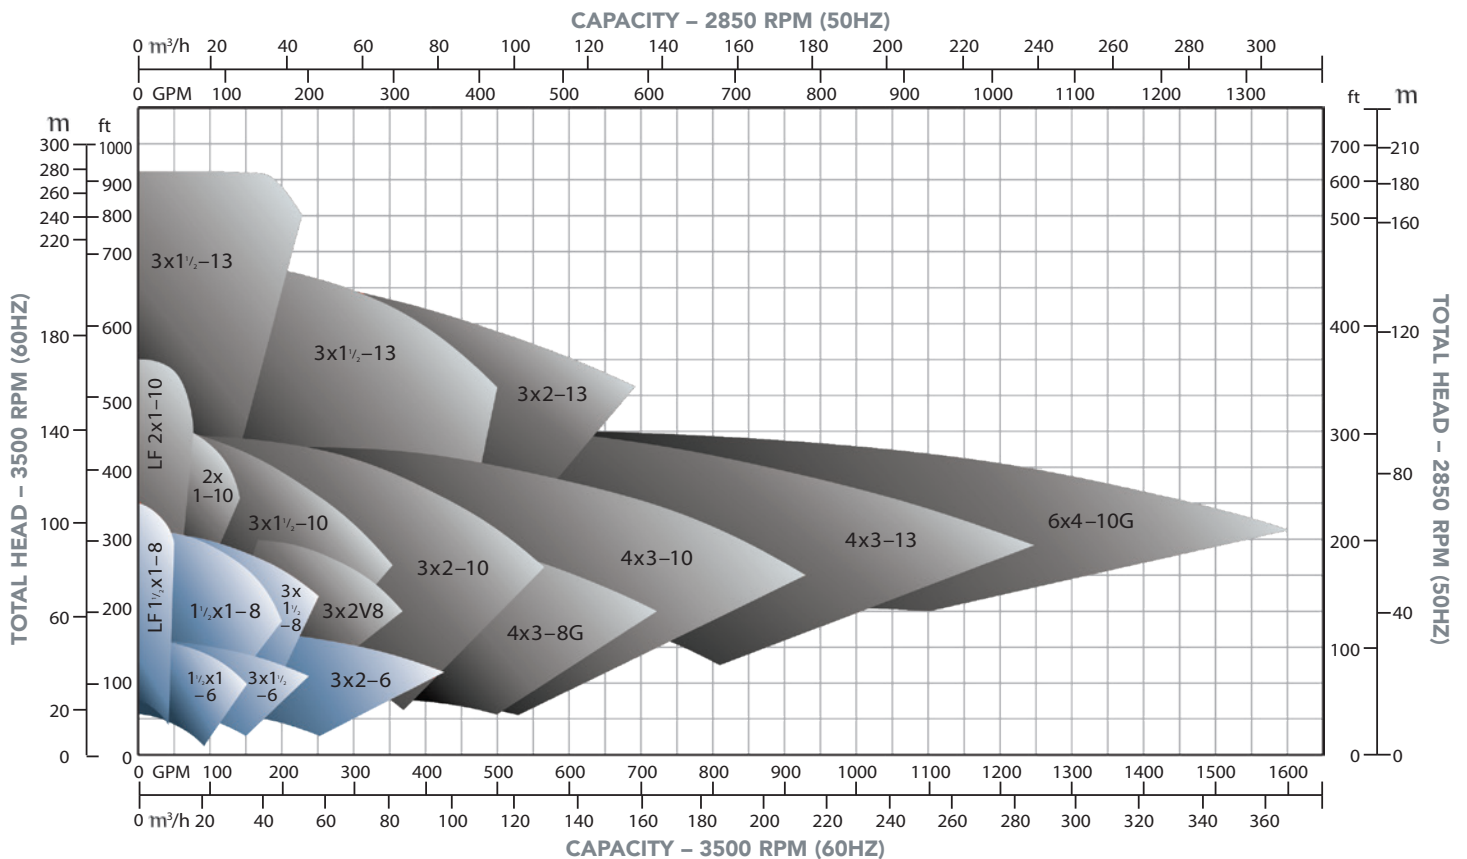 CAPACITY – 2850 RPM (50HZ)
0 m³/h 20 40 60 80 100 120 140 160 180 200 220 240 260 280 300
0 GPM 100 200 300 400 500 600 700 800 900 1000 1100 1200 1300
m ft
ft m
300 280 260 240 220 180 140 100 60 20 0
1000 900 800 700 600 500 400 300 200 100 0
700 600 500 400 300 200 100 0
210 180 160 120 80 40 0
TOTAL HEAD – 3500 RPM (60HZ)
TOTAL HEAD – 2850 RPM (50HZ)
3x1½–13
3x1½–13
3x2–13
LF 2x1–10
2x
1–10
3x1½–10
3x2–10
4x3–10
4x3–13
6x4–10G
LF1½x1–8
1½x1–8
3x
1½
–8
3x2V8
4x3–8G
1½x1
–6
3x1½
–6
3x2–6
0 GPM 100 200 300 400 500 600 700 800 900 1000 1100 1200 1300 1400 1500 1600
0 m³/h 20 40 60 80 100 120 140 160 180 200 220 240 260 280 300 320 340 360
CAPACITY – 3500 RPM (60HZ)